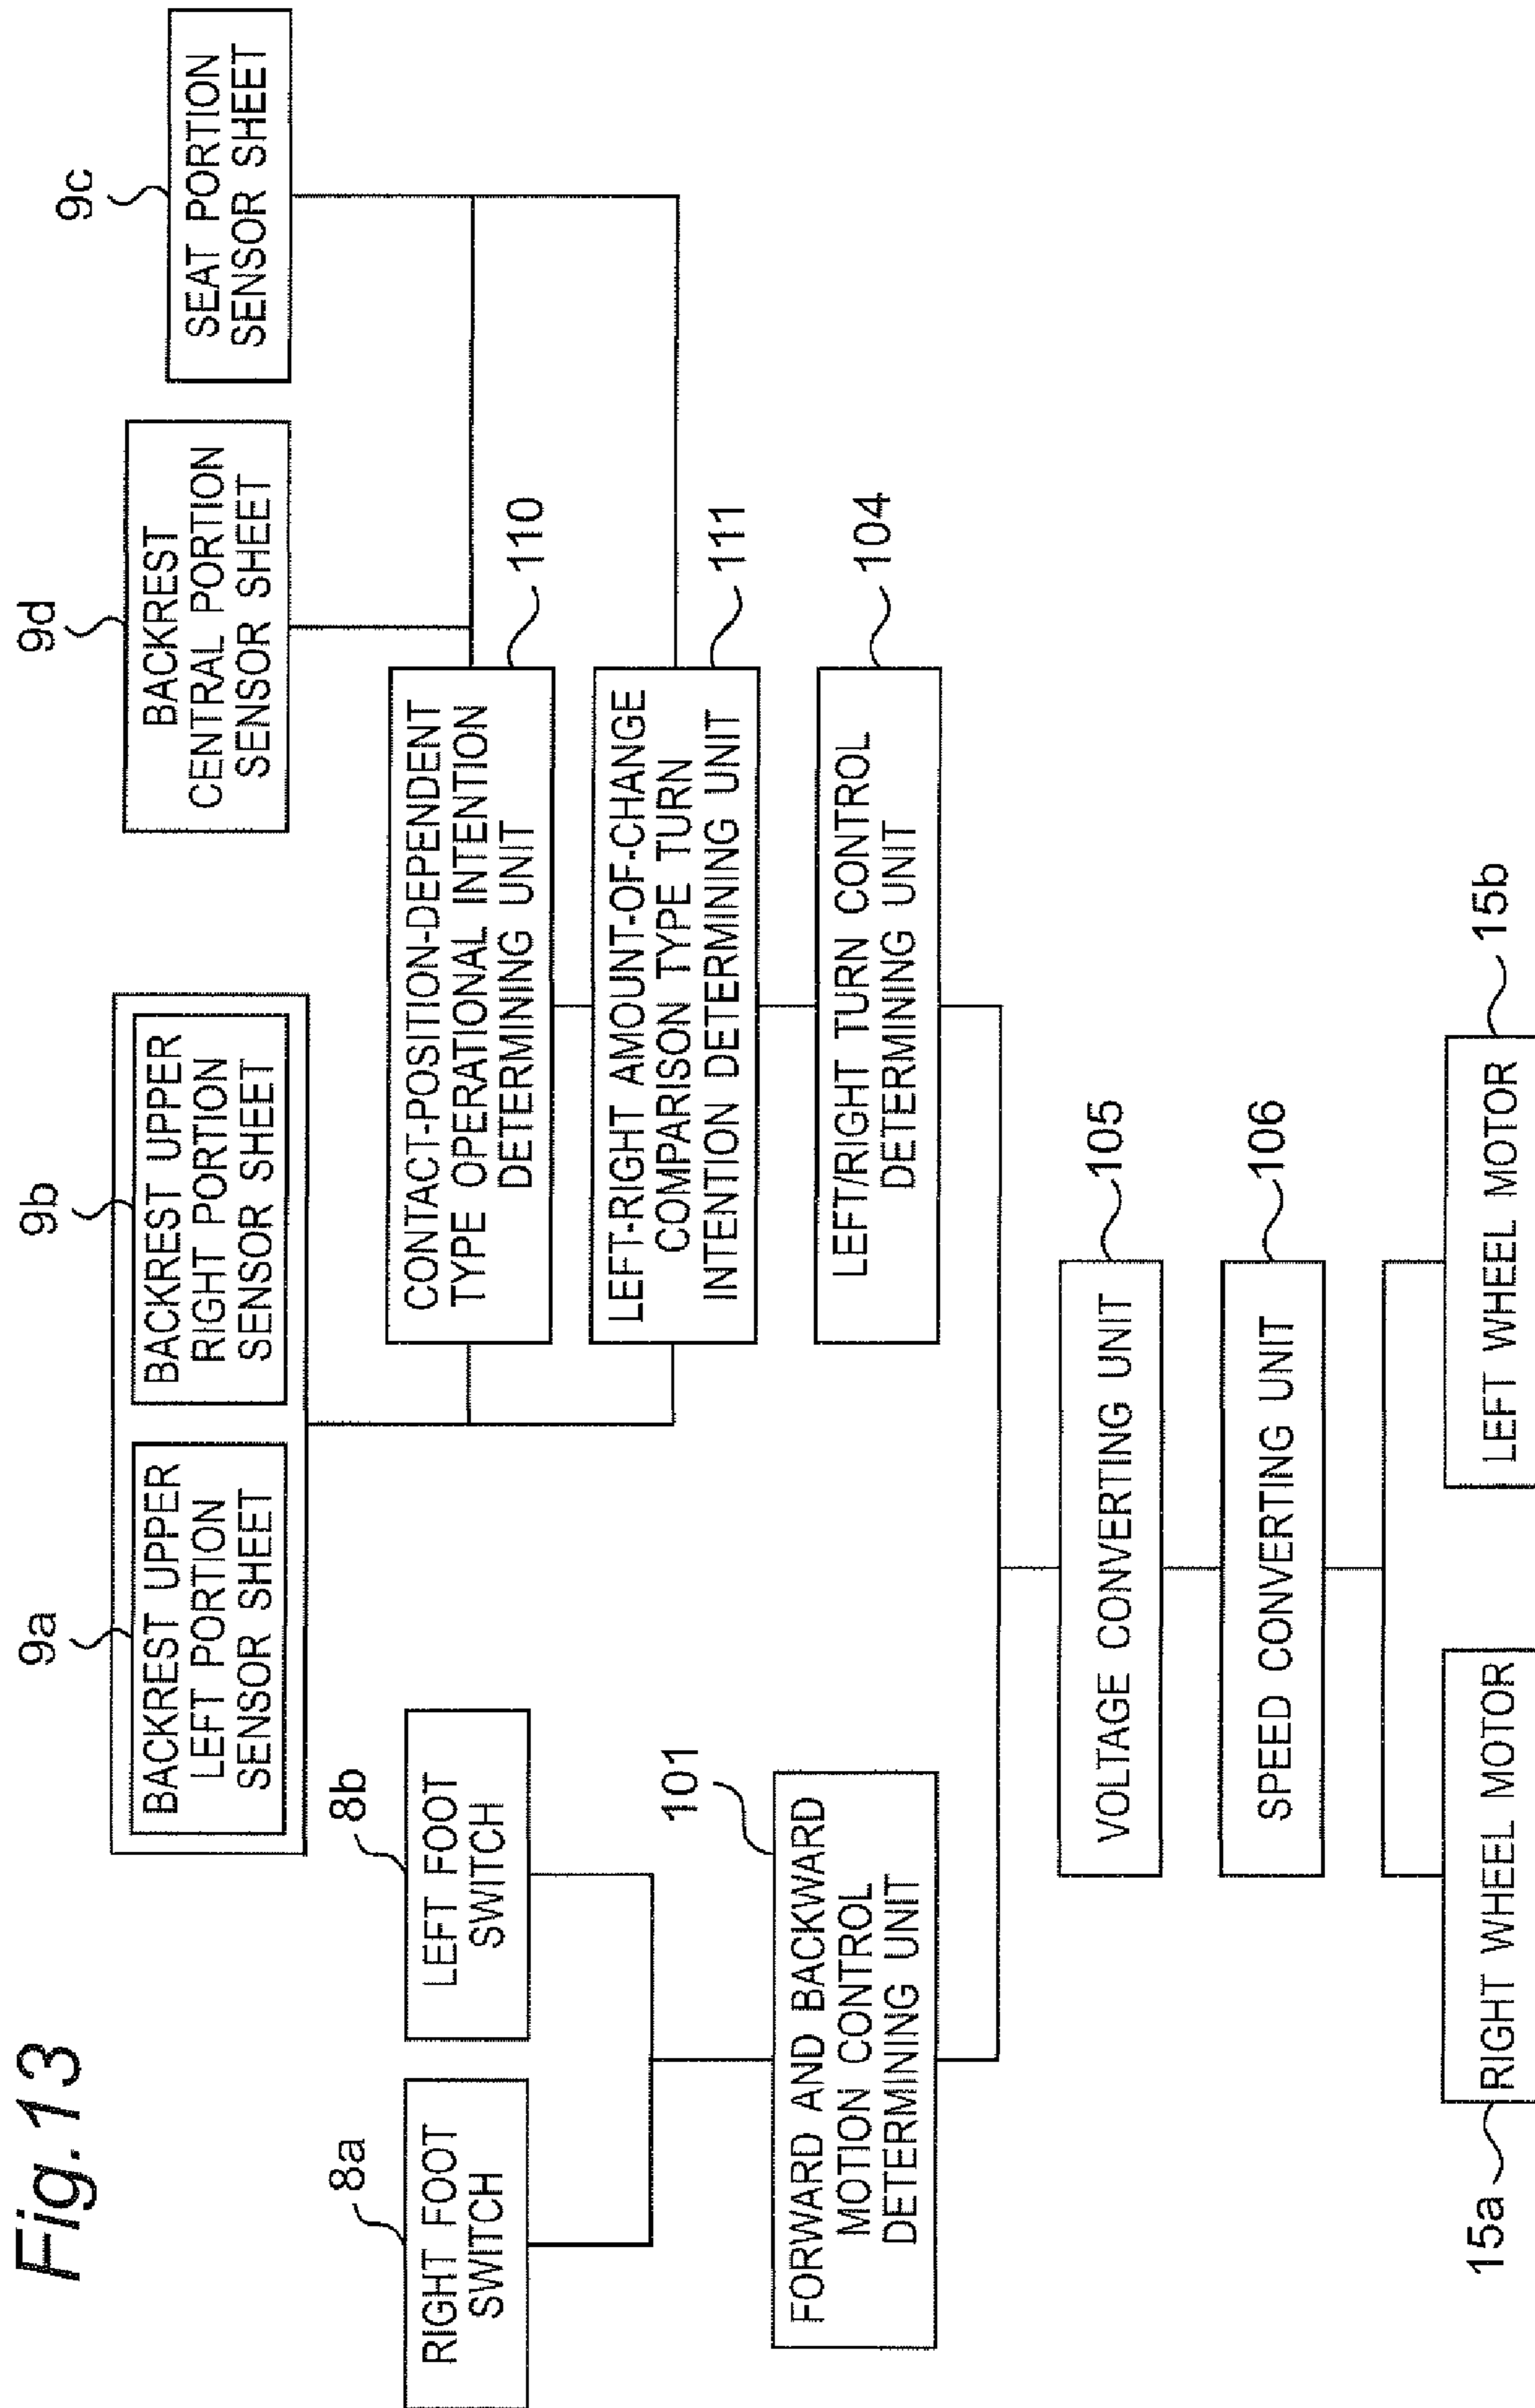 Fig.13
9a
9b
9d
9c
BACKREST UPPER
LEFT PORTION
SENSOR SHEET
BACKREST UPPER
RIGHT PORTION
SENSOR SHEET
BACKREST
CENTRAL PORTION
SENSOR SHEET
SEAT PORTION
SENSOR SHEET
8a
8b
RIGHT FOOT
SWITCH
LEFT FOOT
SWITCH
CONTACT-POSITION-DEPENDENT
TYPE OPERATIONAL INTENTION
DETERMINING UNIT
110
LEFT-RIGHT AMOUNT-OF-CHANGE
COMPARISON TYPE TURN
INTENTION DETERMINING UNIT
111
101
FORWARD AND BACKWARD
MOTION CONTROL
DETERMINING UNIT
LEFT/RIGHT TURN CONTROL
DETERMINING UNIT
104
VOLTAGE CONVERTING UNIT
105
SPEED CONVERTING UNIT
106
15a
RIGHT WHEEL MOTOR
LEFT WHEEL MOTOR
15b